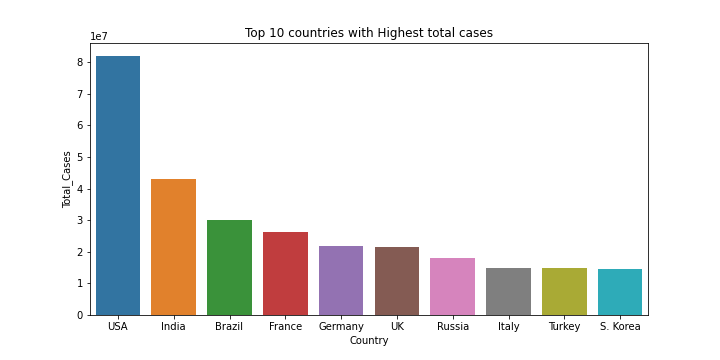 Top 10 countries with Highest total cases
1e7
8
7
6
5
4
3
2
1
0
Total_Cases
USA India Brazil France Germany UK Russia Italy Turkey S. Korea
Country